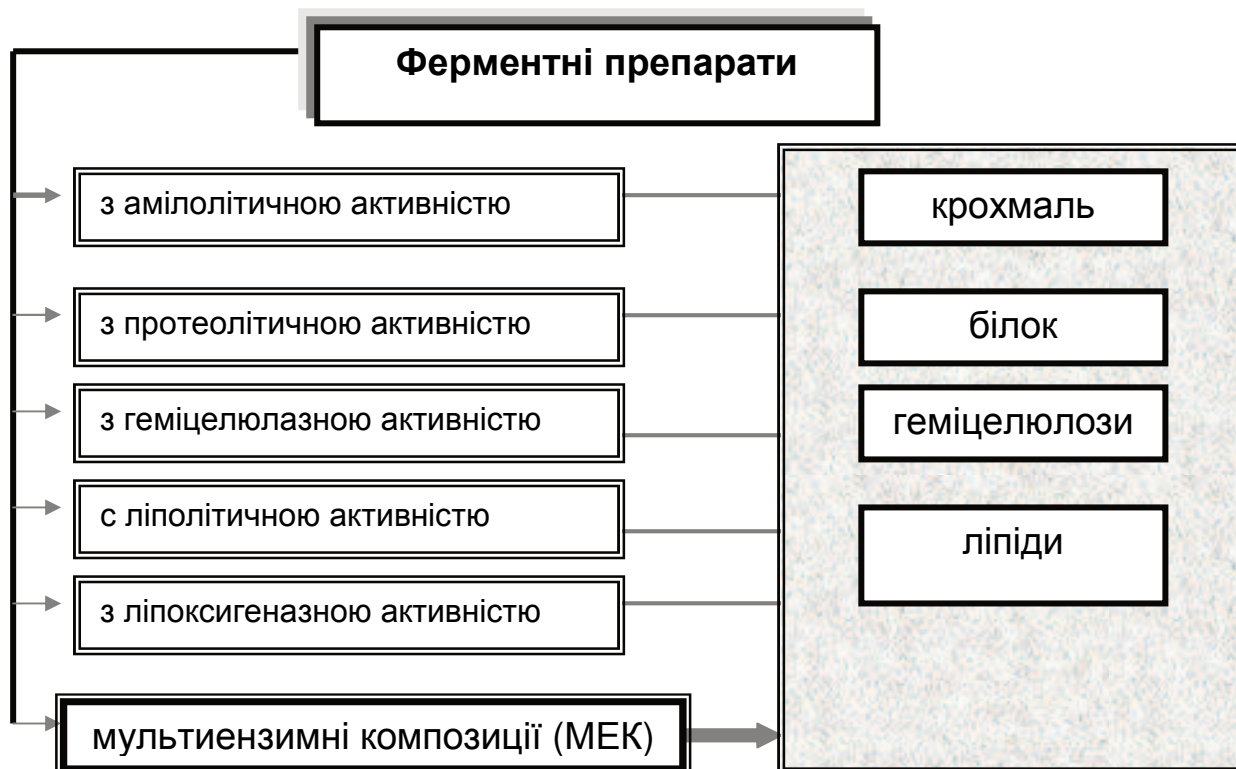 Ферментні препарати
з амілолітичною активністю
крохмаль
з протеолітичною активністю
білок
з геміцелюлазною активністю
геміцелюлози
с ліполітичною активністю
ліпіди
з ліпоксигеназною активністю
мультиензимні композиції (МЕК)